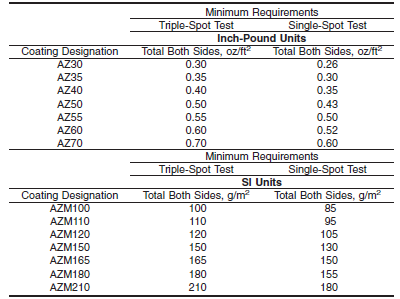 Minimum Requirements
Triple-Spot Test Single-Spot Test
Inch-Pound Units
Coating Designation Total Both Sides, oz/ft² Total Both Sides, oz/ft²
AZ30 0.30 0.26
AZ35 0.35 0.30
AZ40 0.40 0.35
AZ50 0.50 0.43
AZ55 0.55 0.50
AZ60 0.60 0.52
AZ70 0.70 0.60
Minimum Requirements
Triple-Spot Test Single-Spot Test
SI Units
Coating Designation Total Both Sides, g/m² Total Both Sides, g/m²
AZM100 100 85
AZM110 110 95
AZM120 120 105
AZM150 150 130
AZM165 165 150
AZM180 180 155
AZM210 210 180